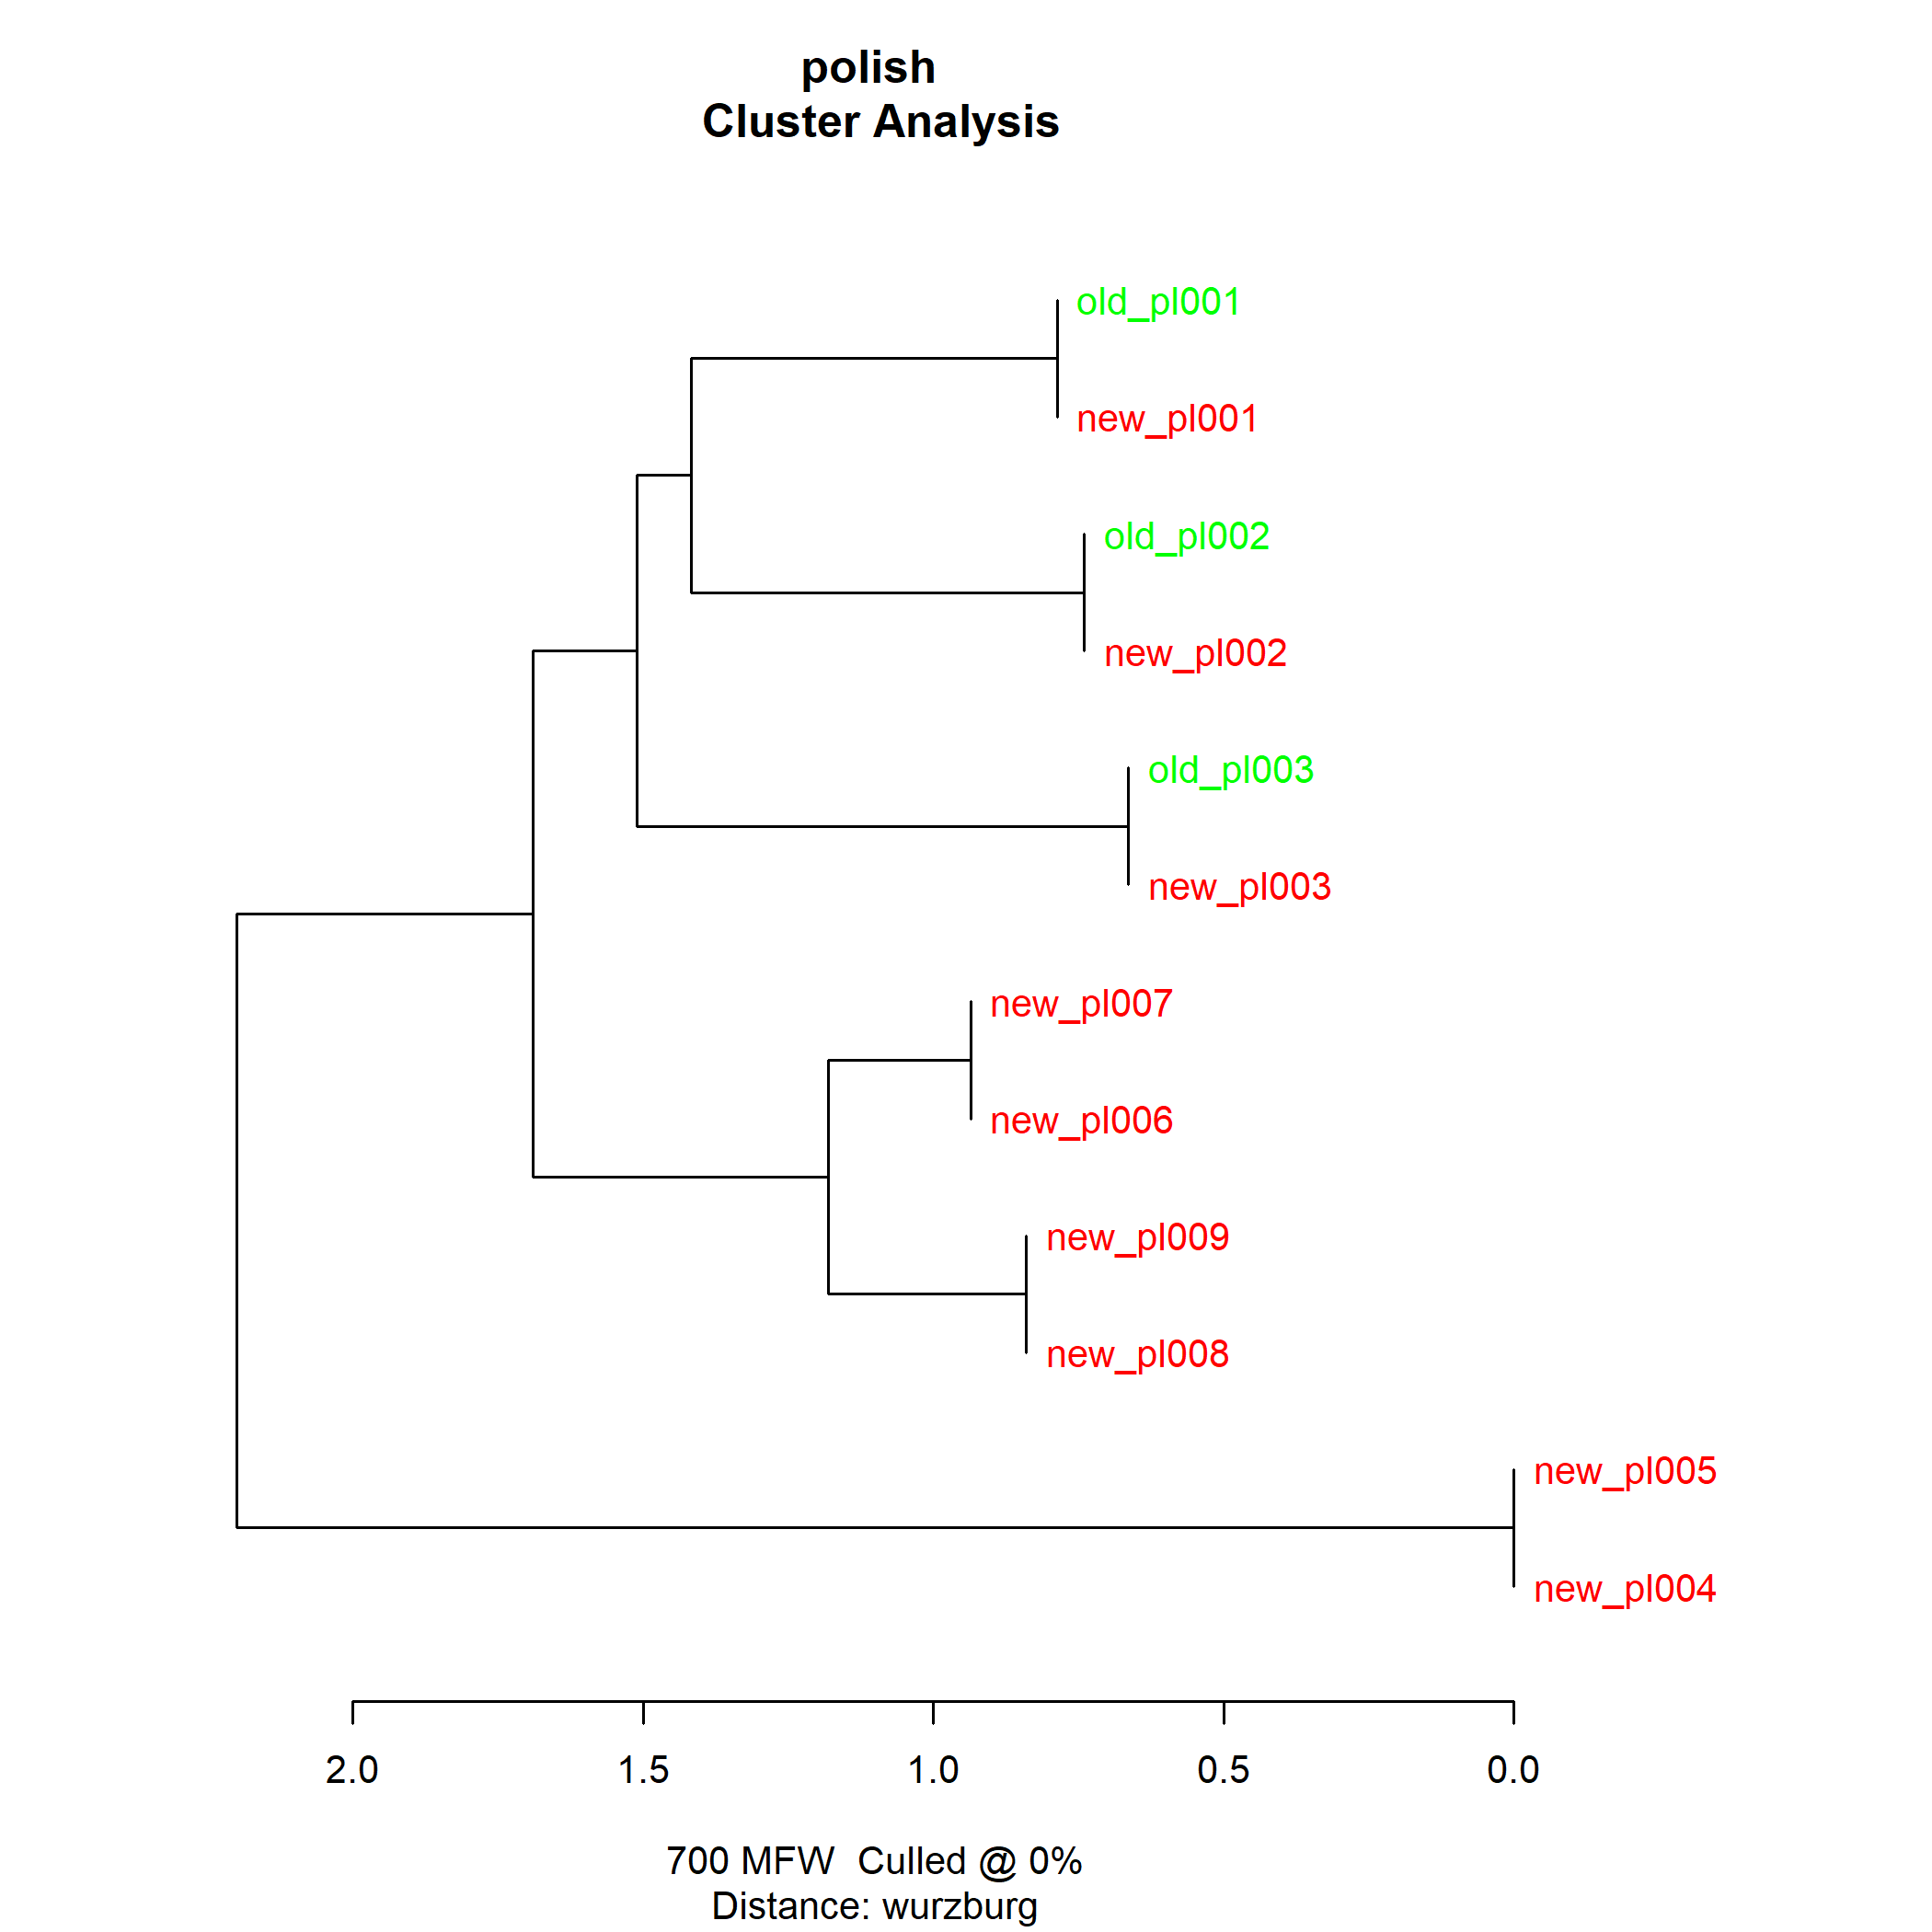 polish
Cluster Analysis
old_pl001
new_pl001
old_pl002
new_pl002
old_pl003
new_pl003
new_pl007
new_pl006
new_pl009
new_pl008
new_pl005
new_pl004
2.0 1.5 1.0 0.5 0.0
700 MFW  Culled @ 0%
Distance: wurzburg